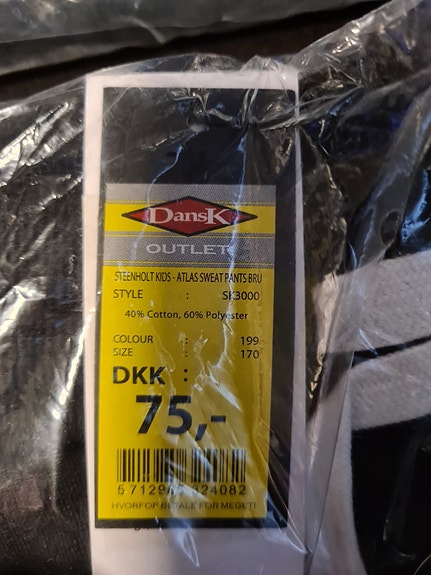 DANSK
OUTLET
STEENHOLT KIDS - ATLAS SWEAT PANTS BRU
STYLE : SK3000
40% Cotton, 60% Polyester
COLOUR : 199
SIZE : 170
DKK :
75,-
HVORFOR BETALE FOR MEGET!